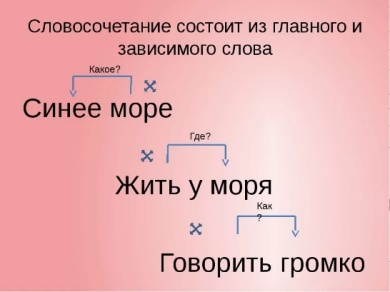 Словосочетание состоит из главного и
зависимого слова
Какое?
Синее море
Где?
Жить у моря
Как
?
Говорить громко